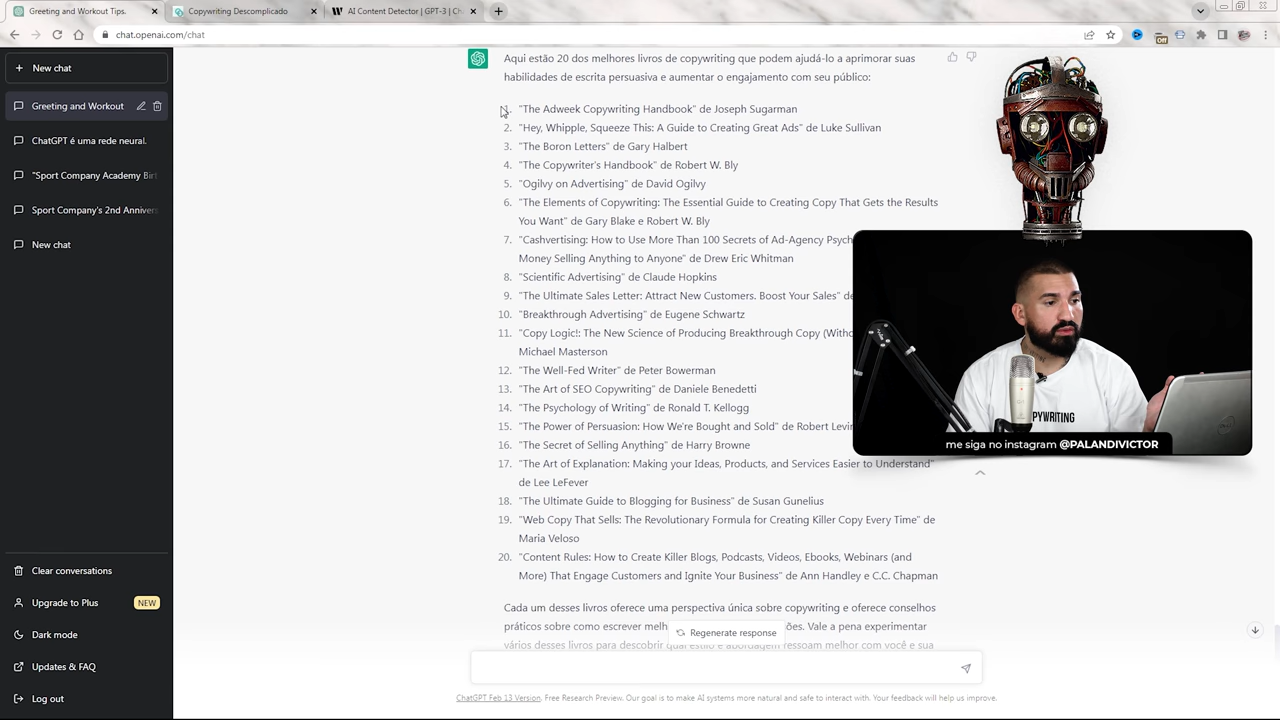 Greeting and Workout Tips
Copywriting Descomplicado
AI Content Detector | GPT-3 | Ch
chat.openai.com/chat
Off
New chat
Greeting and Workout
ChatGPT é uma rede neural.
"Sport Company Academy Birt
Sport Company's 2nd Anniver
New chat
Clear conversations
Upgrade to Plus
NEW
Dark mode
Updates & FAQ
Log out
Aqui estão 20 dos melhores livros de copywriting que podem ajudá-lo a aprimorar suas
habilidades de escrita persuasiva e aumentar o engajamento com seu público:
1. "The Adweek Copywriting Handbook" de Joseph Sugarman
2. "Hey, Whipple, Squeeze This: A Guide to Creating Great Ads" de Luke Sullivan
3. "The Boron Letters" de Gary Halbert
4. "The Copywriter's Handbook" de Robert W. Bly
5. "Ogilvy on Advertising" de David Ogilvy
6. "The Elements of Copywriting: The Essential Guide to Creating Copy That Gets the Results
You Want" de Gary Blake e Robert W. Bly
7. "Cashvertising: How to Use More Than 100 Secrets of Ad-Agency Psych
Money Selling Anything to Anyone" de Drew Eric Whitman
8. "Scientific Advertising" de Claude Hopkins
9. "The Ultimate Sales Letter: Attract New Customers. Boost Your Sales" de
10. "Breakthrough Advertising" de Eugene Schwartz
11. "Copy Logic!: The New Science of Producing Breakthrough Copy (Witho
Michael Masterson
12. "The Well-Fed Writer" de Peter Bowerman
13. "The Art of SEO Copywriting" de Daniele Benedetti
14. "The Psychology of Writing" de Ronald T. Kellogg
15. "The Power of Persuasion: How We're Bought and Sold" de Robert Levi
16. "The Secret of Selling Anything" de Harry Browne
17. "The Art of Explanation: Making your Ideas, Products, and Services Easier to Understand"
de Lee LeFever
18. "The Ultimate Guide to Blogging for Business" de Susan Gunelius
19. "Web Copy That Sells: The Revolutionary Formula for Creating Killer Copy Every Time" de
Maria Veloso
20. "Content Rules: How to Create Killer Blogs, Podcasts, Videos, Ebooks, Webinars (and
More) That Engage Customers and Ignite Your Business" de Ann Handley e C.C. Chapman
Cada um desses livros oferece uma perspectiva única sobre copywriting e oferece conselhos
práticos sobre como escrever melh ões. Vale a pena experimentar
Regenerate response
vários desses livros para descobrir qual estilo e abordagem ressoam melhor com você e sua
ChatGPT Feb 13 Version. Free Research Preview. Our goal is to make AI systems more natural and safe to interact with. Your feedback will help us improve.
PYWRITING
me siga no instagram @PALANDIVICTOR